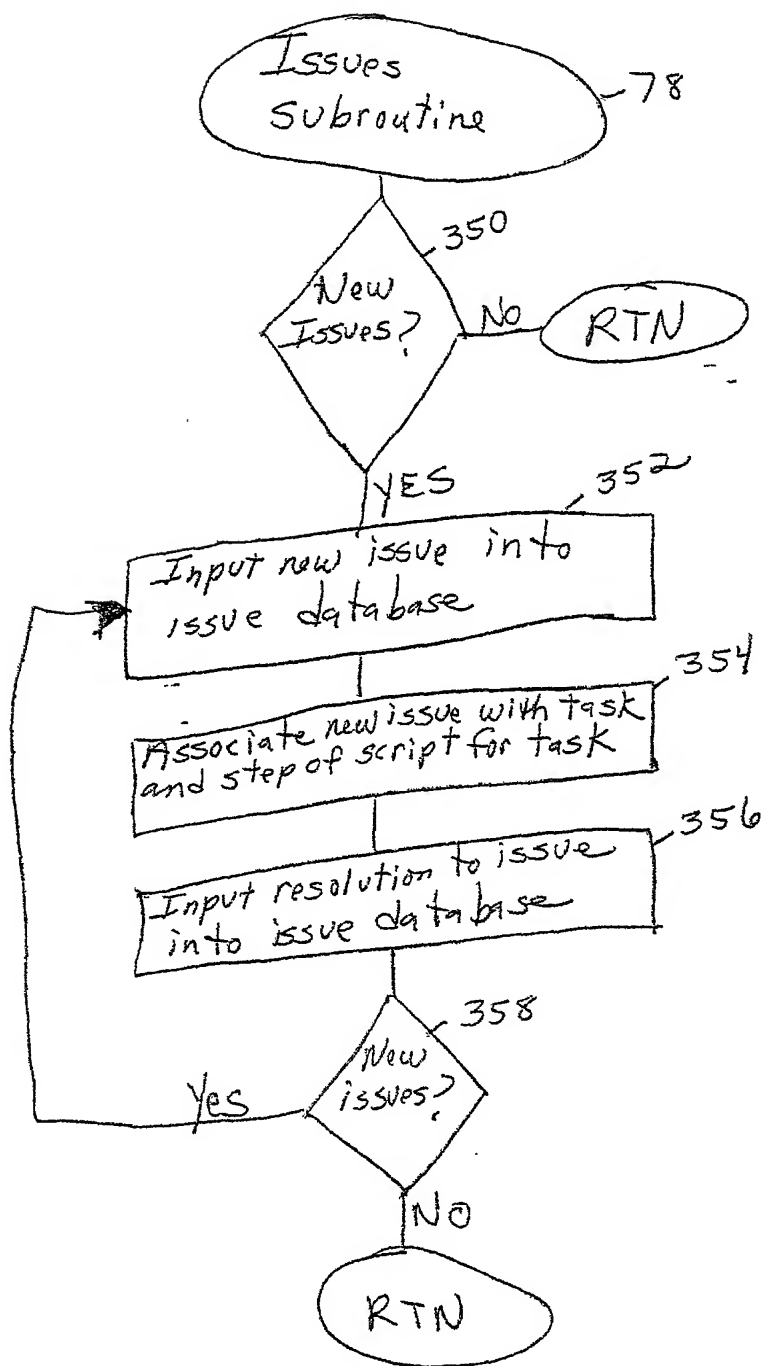 Issues
subroutine
78
350
New
Issues?
No
RTN
YES
352
Input new issue into
issue database
354
Associate new issue with task
and step of script for task
356
Input resolution to issue
into issue database
358
New
issues?
Yes
NO
RTN